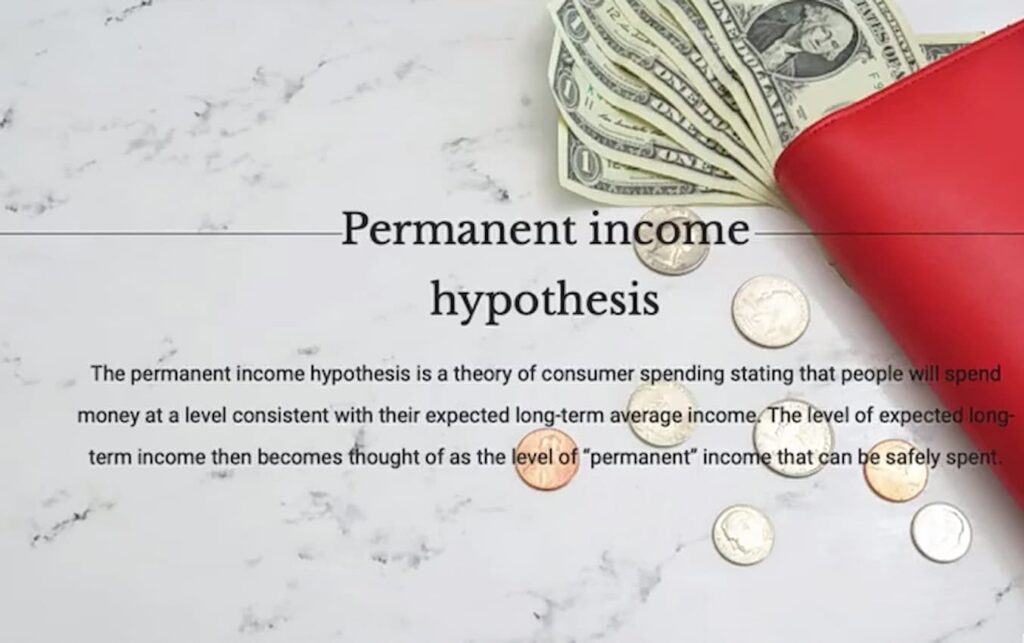 Permanent income
hypothesis
The permanent income hypothesis is a theory of consumer spending stating that people will spend
money at a level consistent with their expected long-term average income. The level of expected long-
term income then becomes thought of as the level of “permanent” income that can be safely spent.